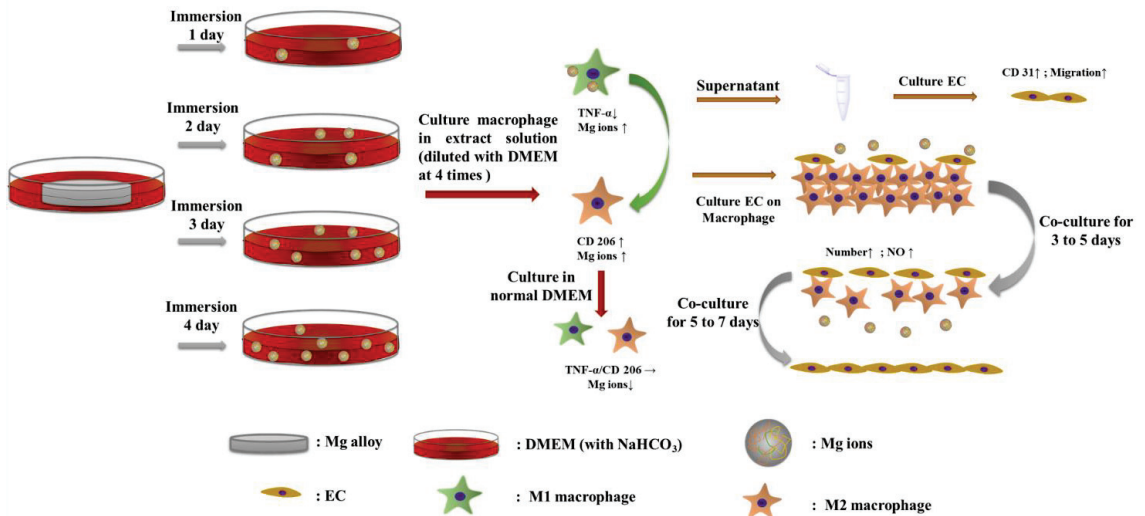 Immersion
1 day
Immersion
2 day
Immersion
3 day
Immersion
4 day
Culture macrophage
in extract solution
(diluted with DMEM
at 4 times )
TNF-α↓
Mg ions ↑
CD 206 ↑
Mg ions ↑
Culture in
normal DMEM
TNF-α/CD 206 →
Mg ions↓
Supernatant
Culture EC
CD 31↑ ; Migration↑
Culture EC on
Macrophage
Co-culture for
3 to 5 days
Number↑ ; NO ↑
Co-culture
for 5 to 7 days
: Mg alloy
: DMEM (with NaHCO₃)
: Mg ions
: EC
: M1 macrophage
: M2 macrophage